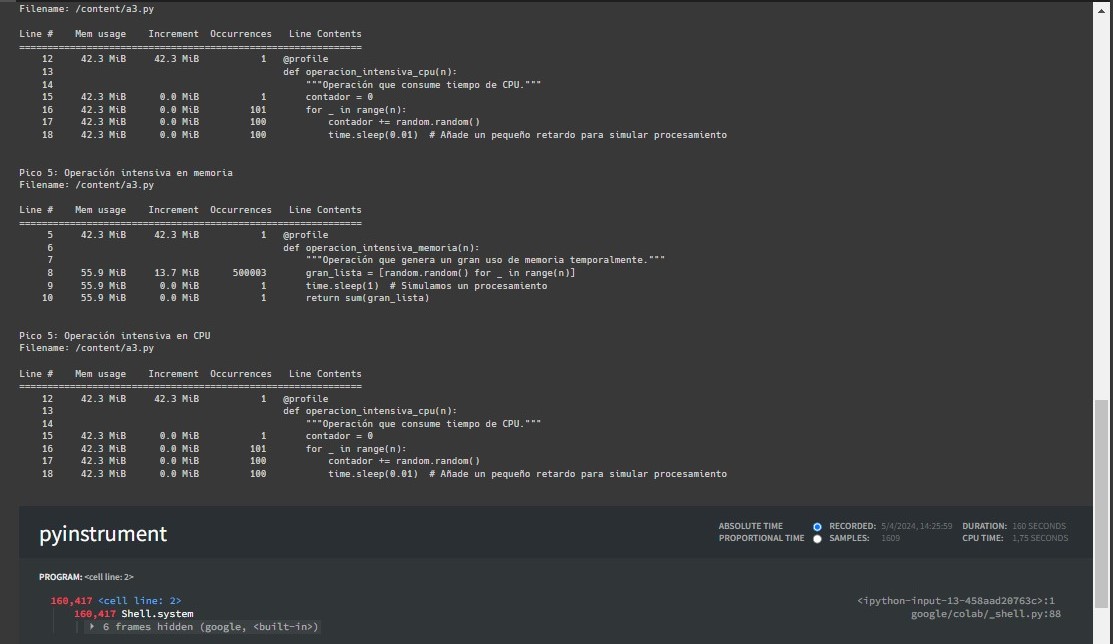 Filename: /content/a3.py
Line #    Mem usage    Increment  Occurrences   Line Contents
=============================================================
    12     42.3 MiB     42.3 MiB           1   @profile
    13                                         def operacion_intensiva_cpu(n):
    14                                             """Operación que consume tiempo de CPU."""
    15     42.3 MiB      0.0 MiB           1       contador = 0
    16     42.3 MiB      0.0 MiB         101       for _ in range(n):
    17     42.3 MiB      0.0 MiB         100           contador += random.random()
    18     42.3 MiB      0.0 MiB         100           time.sleep(0.01)  # Añade un pequeño retardo para simular procesamiento
Pico 5: Operación intensiva en memoria
Filename: /content/a3.py
Line #    Mem usage    Increment  Occurrences   Line Contents
=============================================================
     5     42.3 MiB     42.3 MiB           1   @profile
     6                                         def operacion_intensiva_memoria(n):
     7                                             """Operación que genera un gran uso de memoria temporalmente."""
     8     55.9 MiB     13.7 MiB      500003       gran_lista = [random.random() for _ in range(n)]
     9     55.9 MiB      0.0 MiB           1       time.sleep(1)  # Simulamos un procesamiento
    10     55.9 MiB      0.0 MiB           1       return sum(gran_lista)
Pico 5: Operación intensiva en CPU
Filename: /content/a3.py
Line #    Mem usage    Increment  Occurrences   Line Contents
=============================================================
    12     42.3 MiB     42.3 MiB           1   @profile
    13                                         def operacion_intensiva_cpu(n):
    14                                             """Operación que consume tiempo de CPU."""
    15     42.3 MiB      0.0 MiB           1       contador = 0
    16     42.3 MiB      0.0 MiB         101       for _ in range(n):
    17     42.3 MiB      0.0 MiB         100           contador += random.random()
    18     42.3 MiB      0.0 MiB         100           time.sleep(0.01)  # Añade un pequeño retardo para simular procesamiento
pyinstrument
ABSOLUTE TIME RECORDED: 5/4/2024, 14:25:59 DURATION: 160 SECONDS
PROPORTIONAL TIME SAMPLES: 1609 CPU TIME: 1,75 SECONDS
PROGRAM: <cell line: 2>
160,417 <cell line: 2> <ipython-input-13-458aad20763c>:1
160,417 Shell.system google/colab/_shell.py:88
6 frames hidden (google, <built-in>)